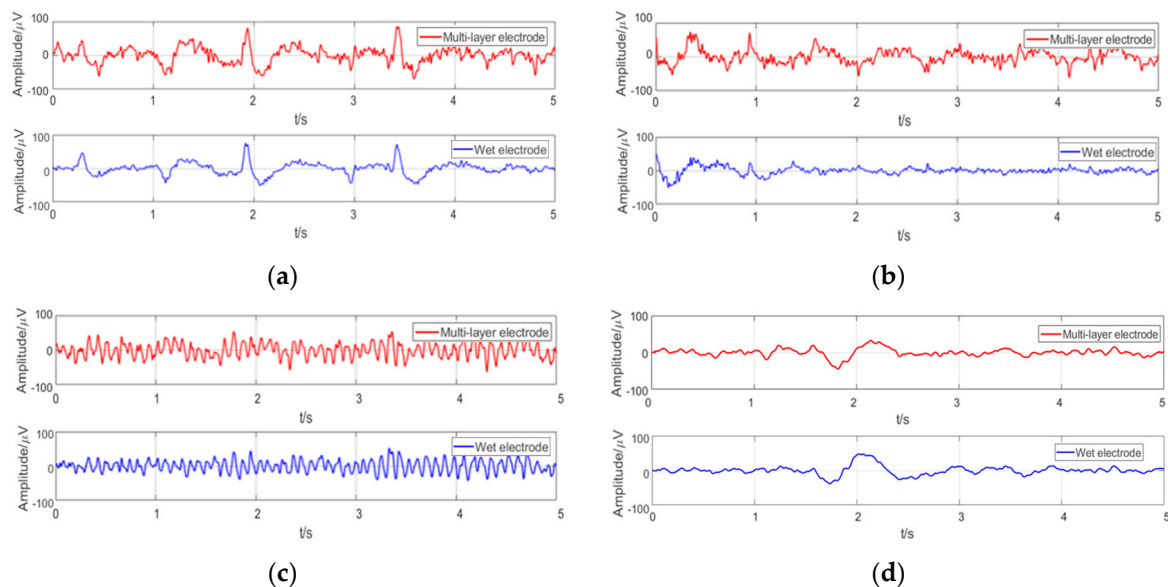 100
Amplitude/μV
0
-100
Multi-layer electrode
0 1 2 3 4 5
t/s
100
Amplitude/μV
0
-100
Wet electrode
0 1 2 3 4 5
t/s
(a)
100
Amplitude/μV
0
-100
Multi-layer electrode
0 1 2 3 4 5
t/s
100
Amplitude/μV
0
-100
Wet electrode
0 1 2 3 4 5
t/s
(b)
100
Amplitude/μV
0
-100
Multi-layer electrode
0 1 2 3 4 5
t/s
100
Amplitude/μV
0
-100
Wet electrode
0 1 2 3 4 5
t/s
(c)
100
Amplitude/μV
0
-100
Multi-layer electrode
0 1 2 3 4 5
t/s
100
Amplitude/μV
0
-100
Wet electrode
0 1 2 3 4 5
t/s
(d)